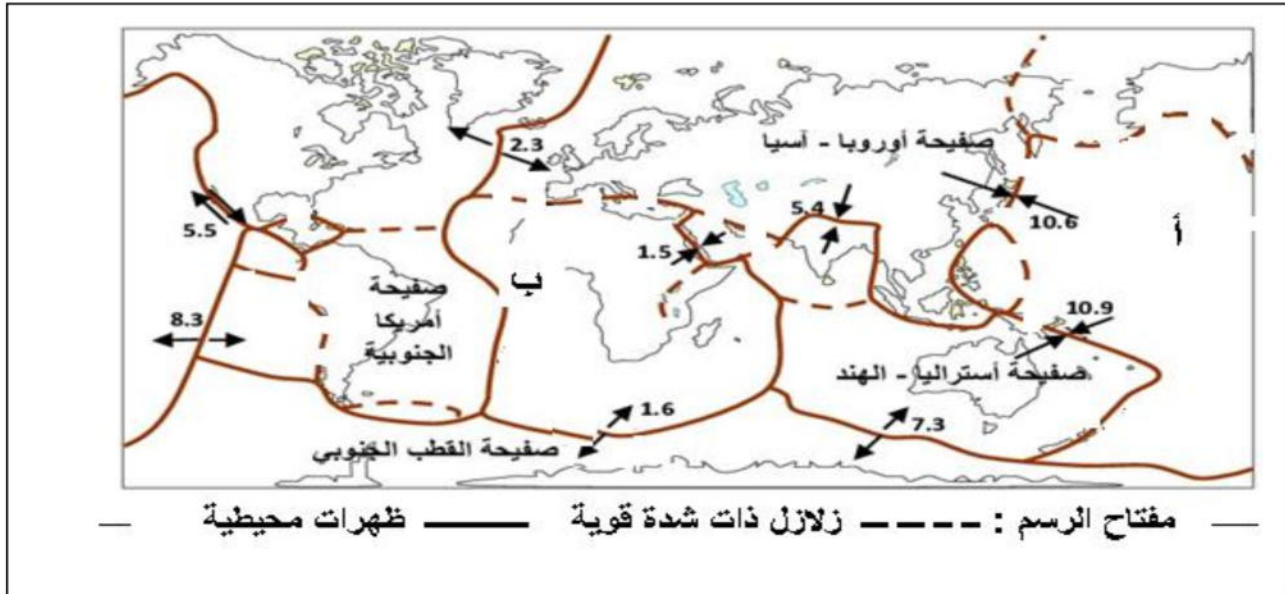 2.3
صفيحة أوروبا - آسيا
5.4
10.6
5.5
أ
1.5
ب
صفيحة
أمريكا
الجنوبية
8.3
10.9
صفيحة أستراليا - الهند
1.6
7.3
صفيحة القطب الجنوبي
مفتاح الرسم : ---- زلازل ذات شدة قوية ــــــ ظهرات محيطية